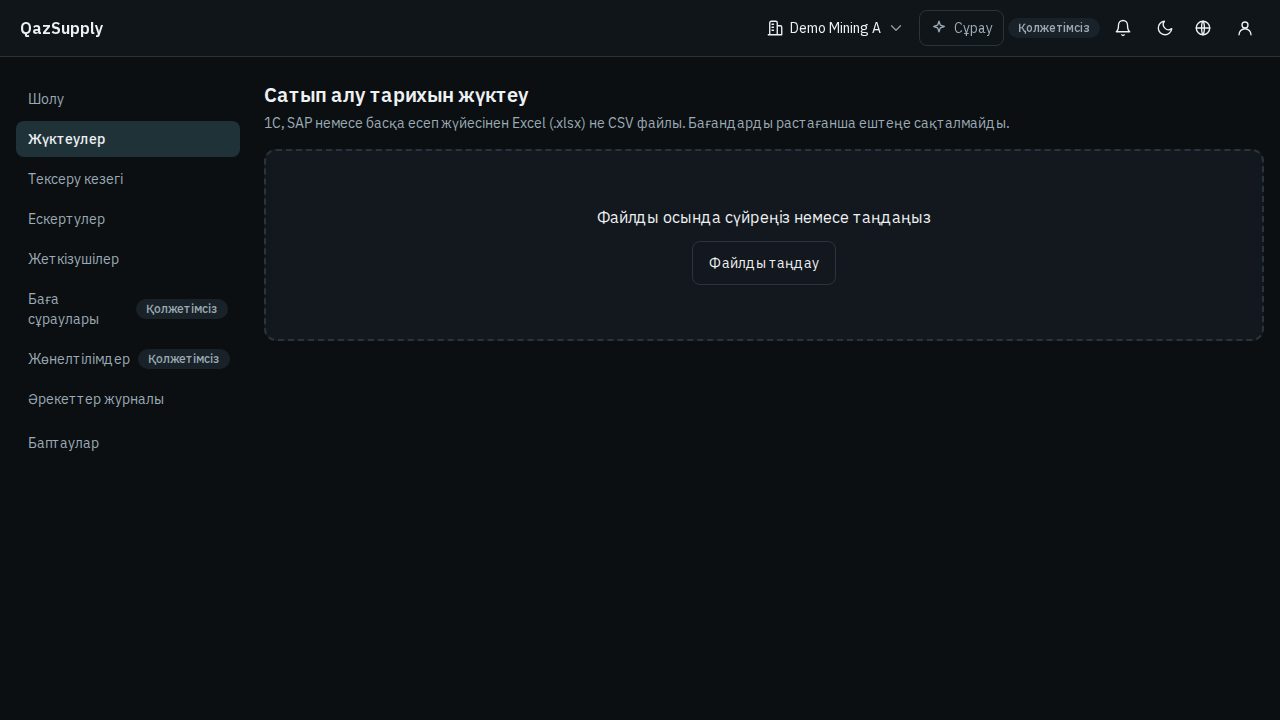 QazSupply
Demo Mining A
Сұрау
Қолжетімсіз
Шолу
Жүктеулер
Тексеру кезегі
Ескертулер
Жеткізушілер
Баға
сұраулары
Қолжетімсіз
Жөнелтілімдер
Қолжетімсіз
Әрекеттер журналы
Баптаулар
Сатып алу тарихын жүктеу
1С, SAP немесе басқа есеп жүйесінен Excel (.xlsx) не CSV файлы. Бағандарды растағанша ештеңе сақталмайды.
Файлды осында сүйреңіз немесе таңдаңыз
Файлды таңдау